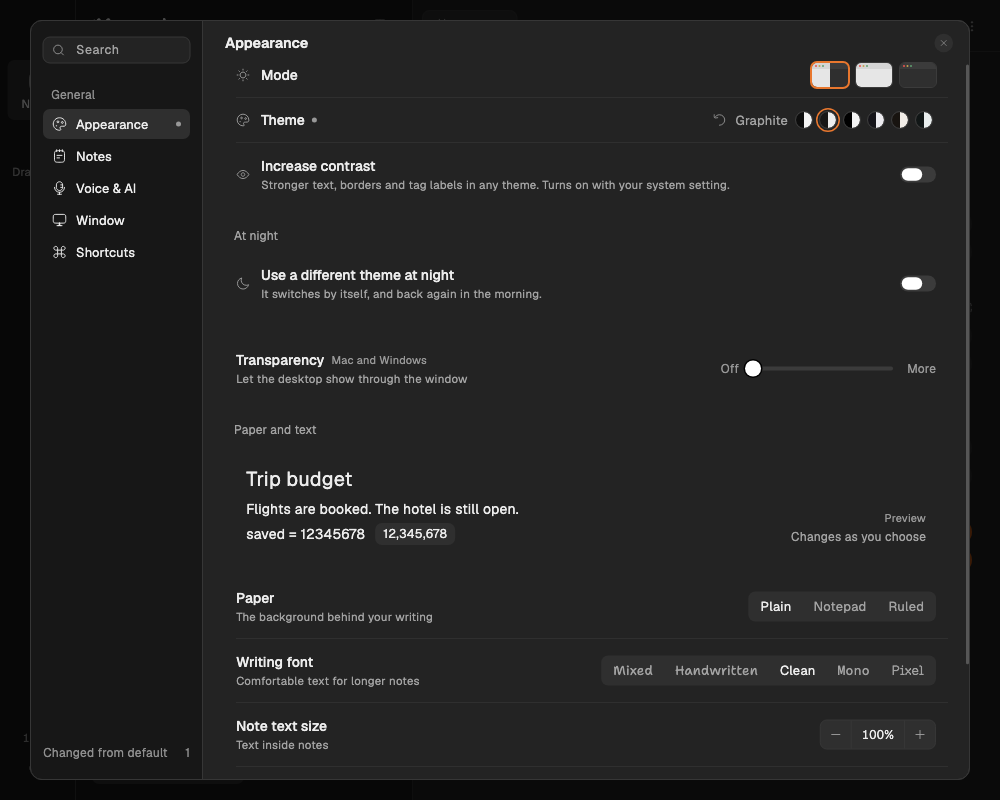 Search
General
Appearance
Notes
Voice & AI
Window
Shortcuts
Changed from default 1
Appearance
Mode
Theme
Graphite
Increase contrast
Stronger text, borders and tag labels in any theme. Turns on with your system setting.
At night
Use a different theme at night
It switches by itself, and back again in the morning.
Transparency Mac and Windows
Let the desktop show through the window
Off
More
Paper and text
Trip budget
Flights are booked. The hotel is still open.
saved = 12345678 12,345,678
Preview
Changes as you choose
Paper
The background behind your writing
Plain Notepad Ruled
Writing font
Comfortable text for longer notes
Mixed Handwritten Clean Mono Pixel
Note text size
Text inside notes
− 100% +